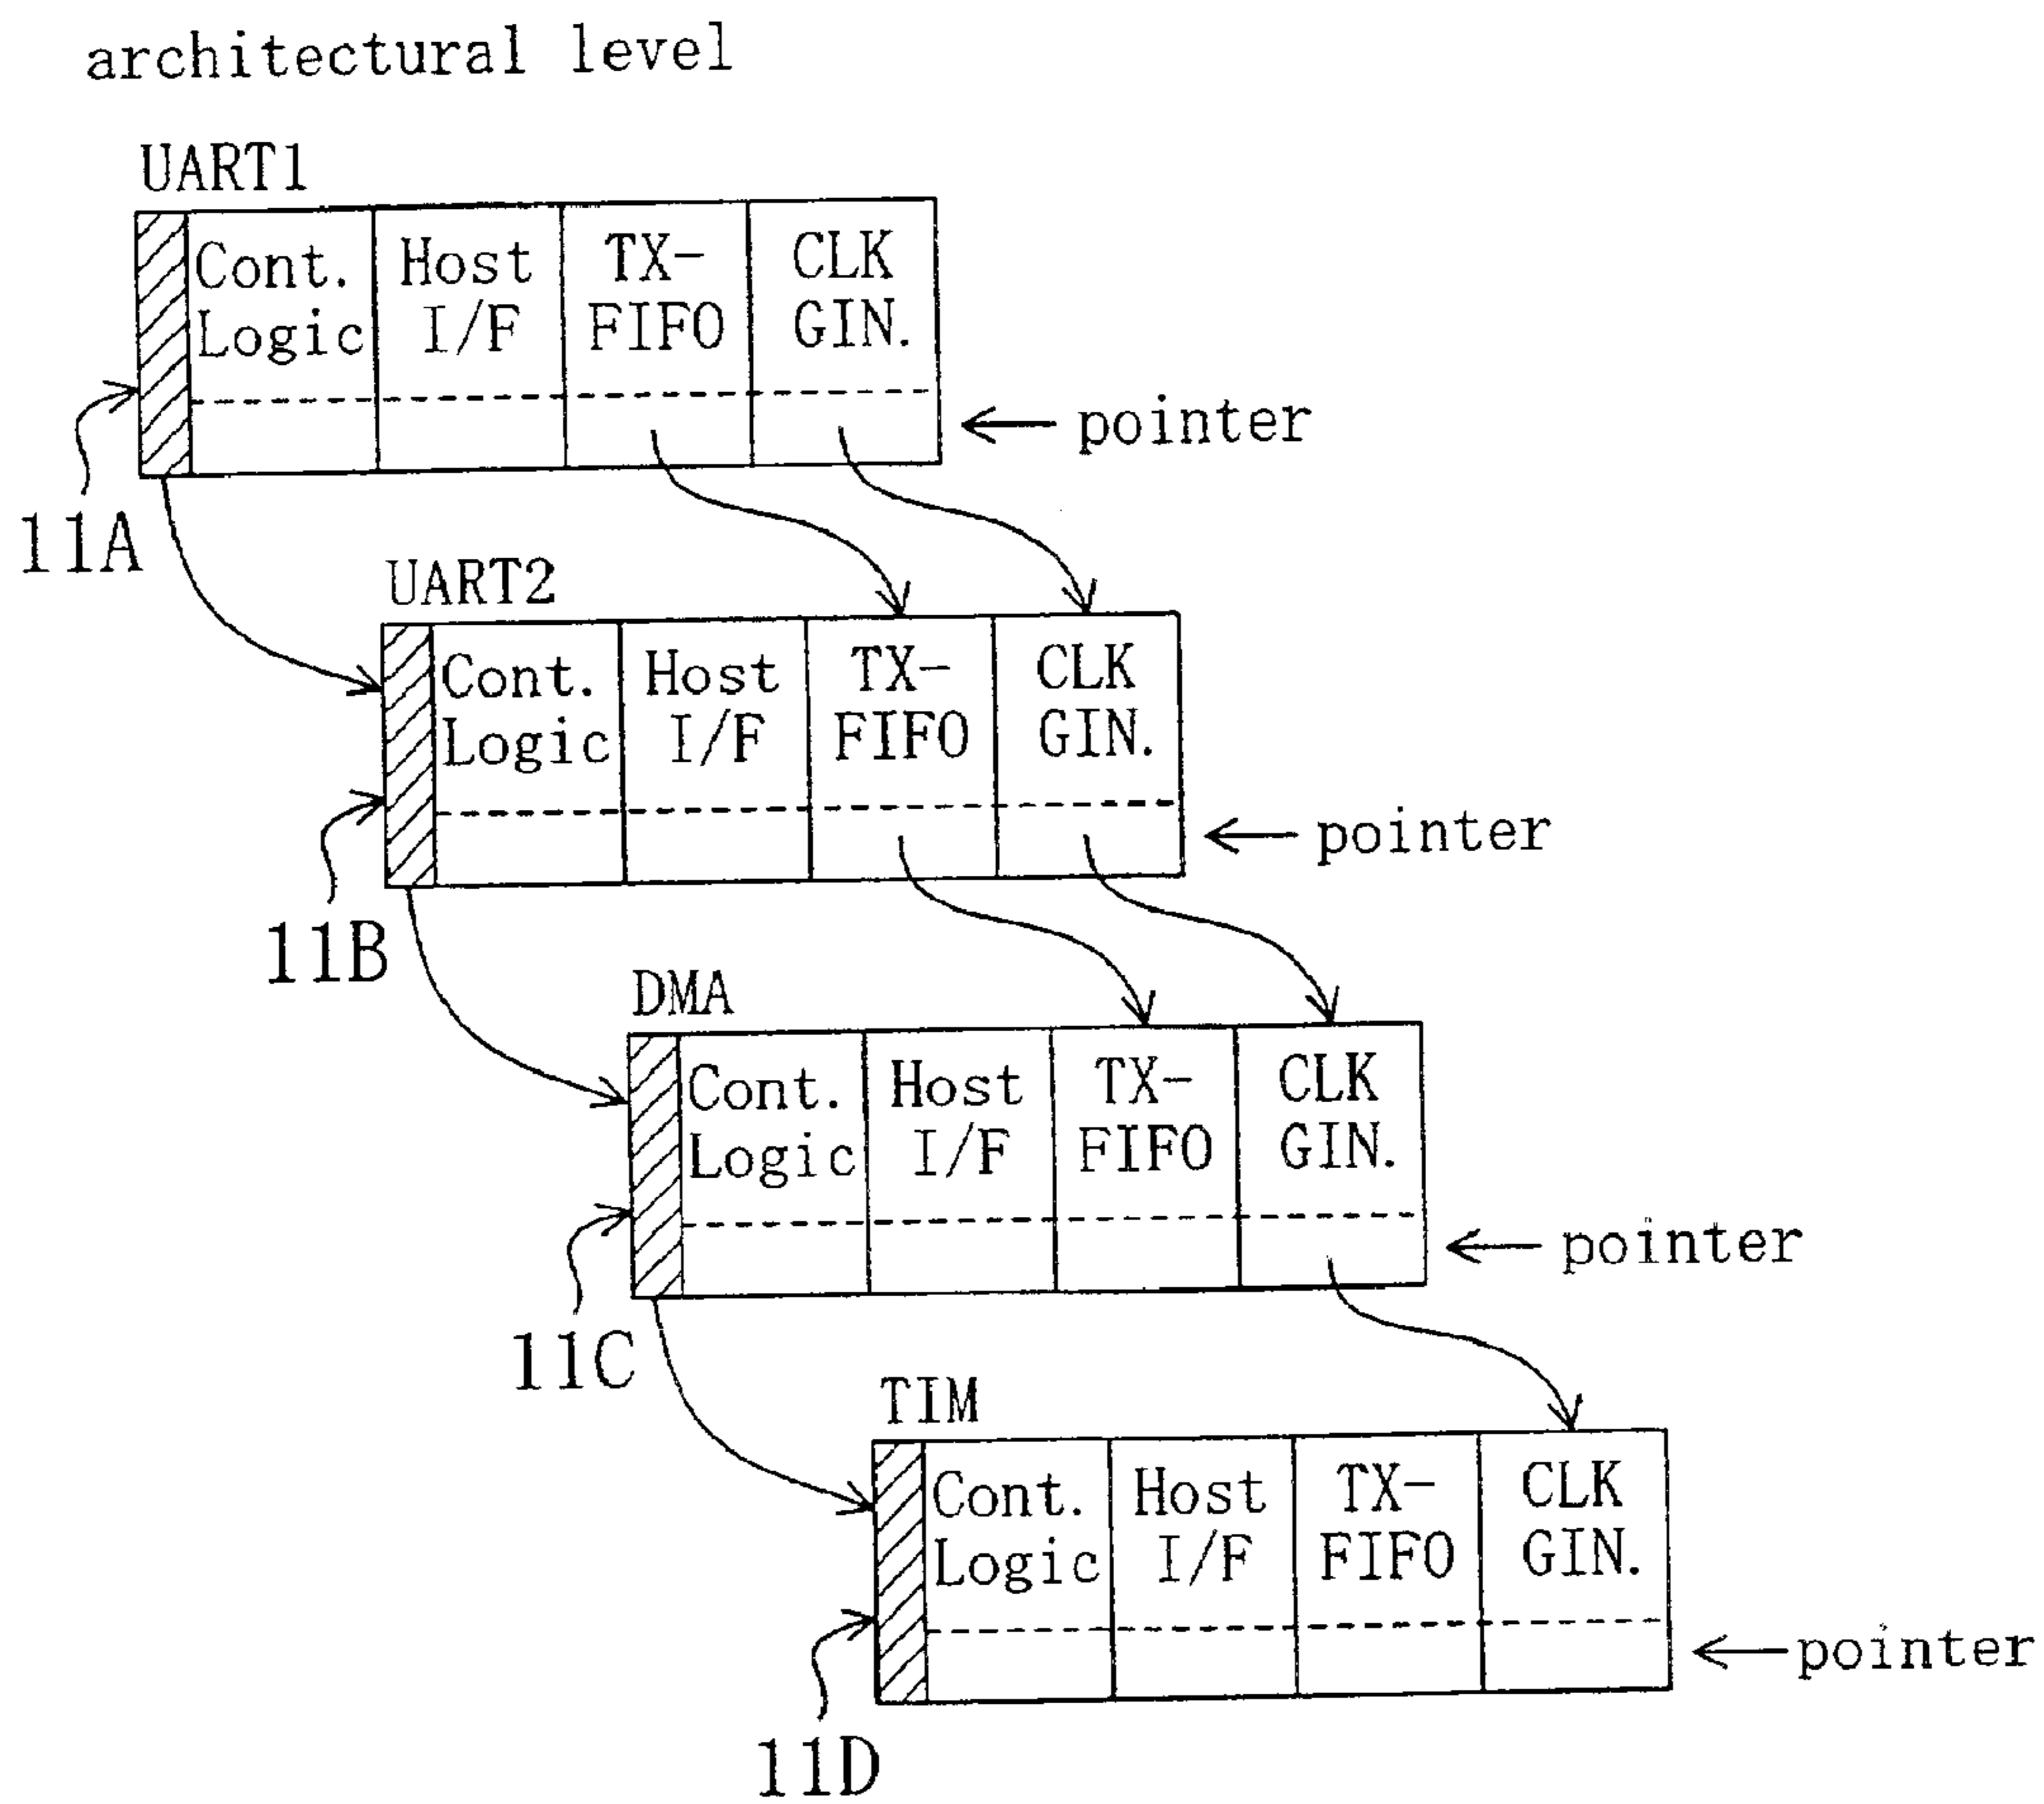 architectural level
UART1
Cont. Host TX- CLK
Logic I/F FIFO GIN.
pointer
11A
UART2
Cont. Host TX- CLK
Logic I/F FIFO GIN.
pointer
11B
DMA
Cont. Host TX- CLK
Logic I/F FIFO GIN.
pointer
11C
TIM
Cont. Host TX- CLK
Logic I/F FIFO GIN.
pointer
11D